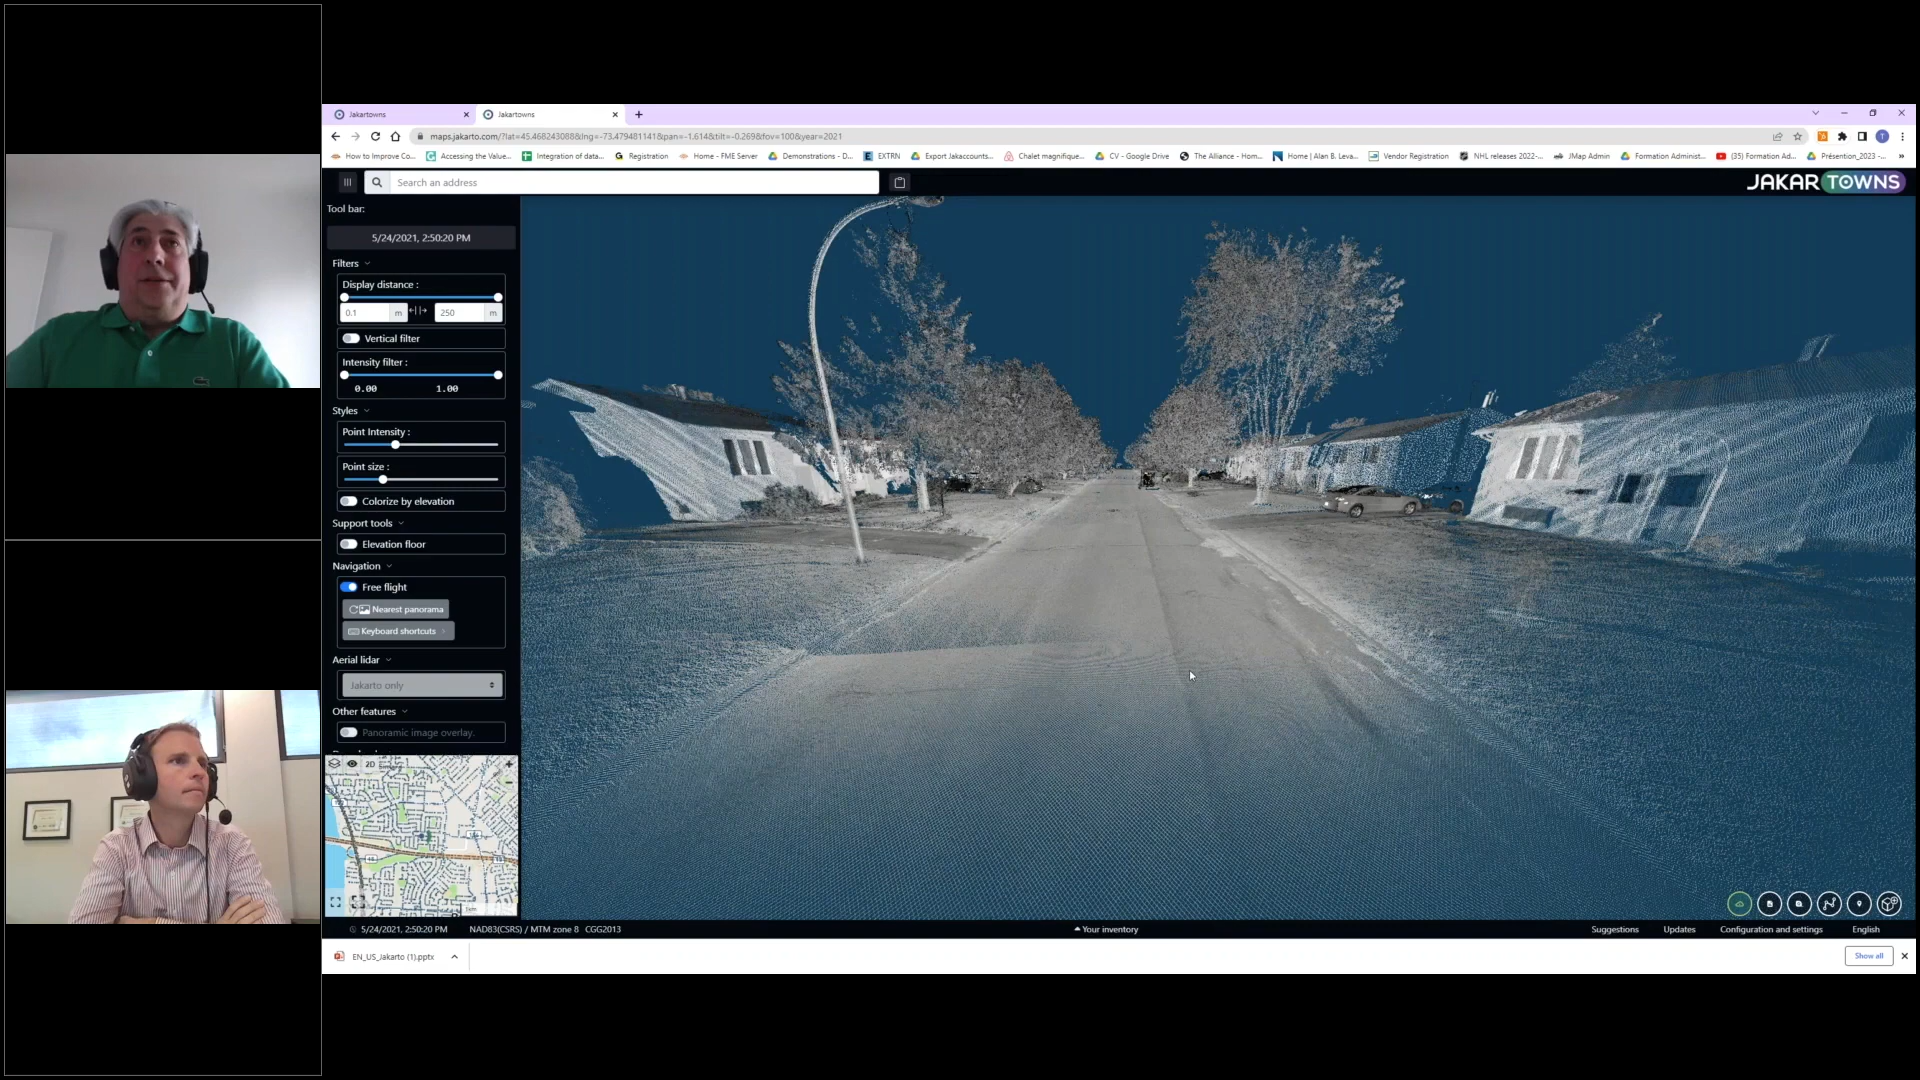 Jakartowns
Jakartowns
maps.jakarto.com/?lat=45.468243088&lng=-73.479481141&pan=-1.614&tilt=-0.269&fov=100&year=2021
How to Improve Co...
Accessing the Value...
Integration of data...
Registration
Home - FME Server
Demonstrations - D...
EXTRN
Export Jakaccounts...
Chalet magnifique...
CV - Google Drive
The Alliance - Hom...
Home | Alan B. Leva...
Vendor Registration
NHL releases 2022-...
JMap Admin
Formation Administ...
(35) Formation Ad...
Présention_2023 -...
»
Search an address
JAKARTOWNS
Tool bar:
5/24/2021, 2:50:20 PM
Filters
Display distance :
0.1 m 250 m
Vertical filter
Intensity filter :
0.00 1.00
Styles
Point Intensity :
Point size :
Colorize by elevation
Support tools
Elevation floor
Navigation
Free flight
Nearest panorama
Keyboard shortcuts
Aerial lidar
Jakarto only
Other features
Panoramic image overlay.
2D
5/24/2021, 2:50:20 PM NAD83(CSRS) / MTM zone 8 CGG2013
Your inventory
Suggestions Updates Configuration and settings English
EN_US_Jakarto (1).pptx
Show all